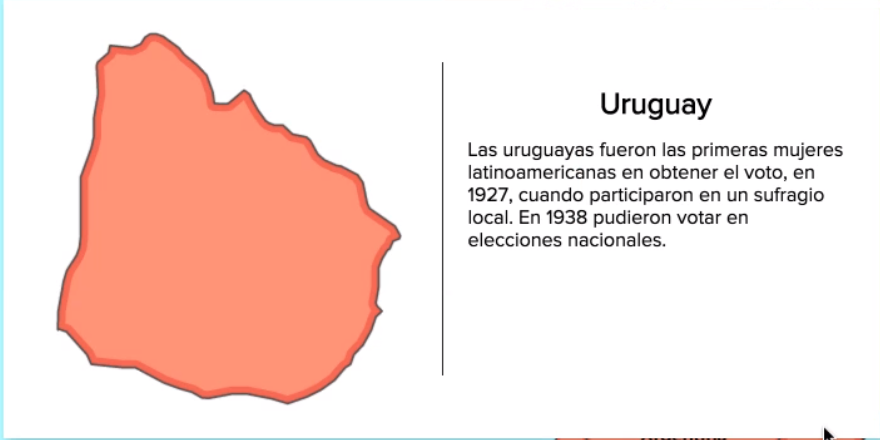 Uruguay
Las uruguayas fueron las primeras mujeres
latinoamericanas en obtener el voto, en
1927, cuando participaron en un sufragio
local. En 1938 pudieron votar en
elecciones nacionales.